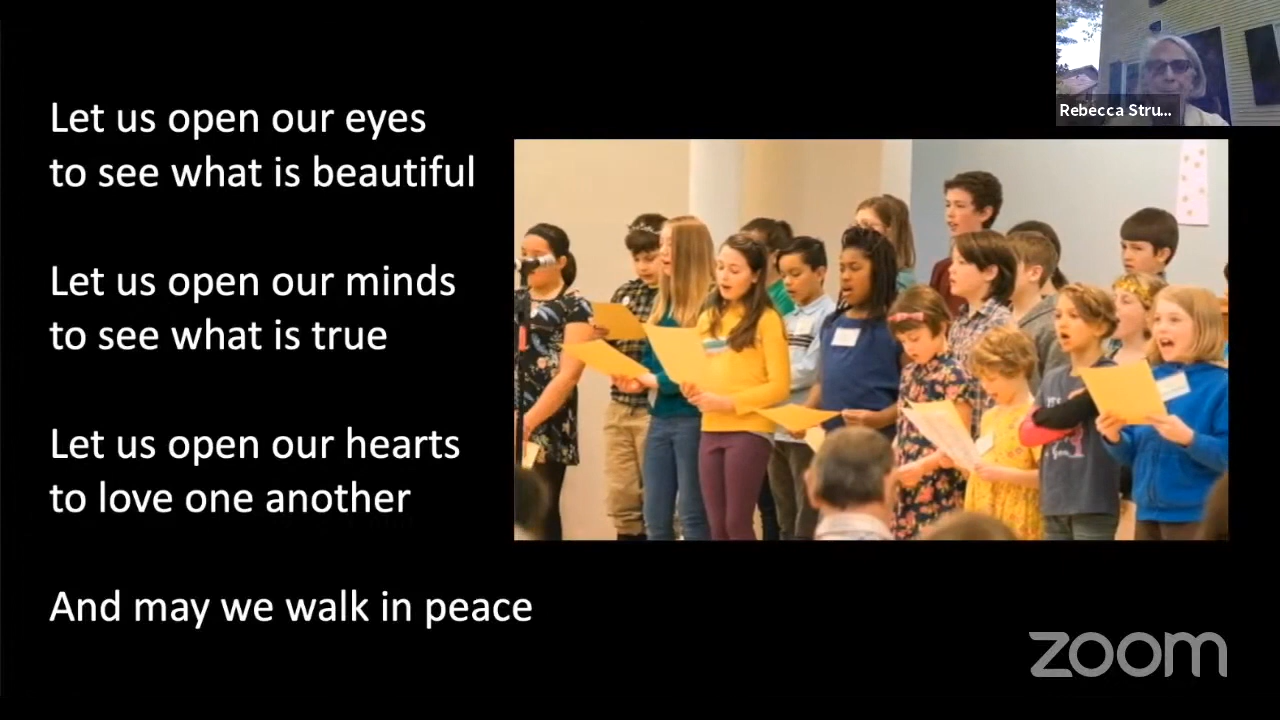 Let us open our eyes
to see what is beautiful
Let us open our minds
to see what is true
Let us open our hearts
to love one another
And may we walk in peace
Rebecca Stru...
zoom